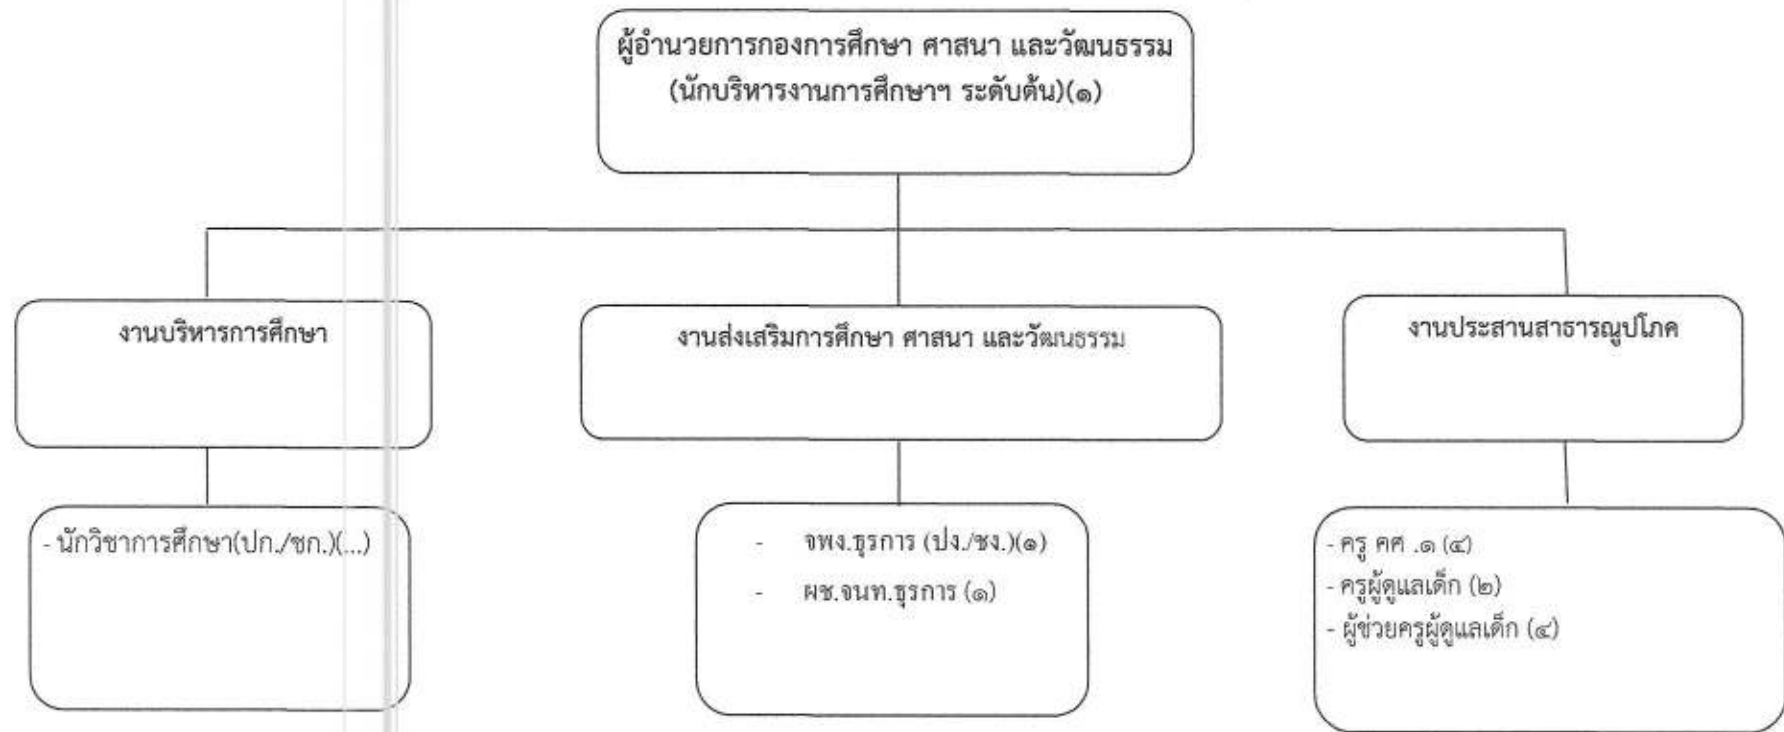 ผู้อำนวยการกองการศึกษา ศาสนา และวัฒนธรรม
(นักบริหารงานการศึกษาฯ ระดับต้น)(๑)
งานบริหารการศึกษา
งานส่งเสริมการศึกษา ศาสนา และวัฒนธรรม
งานประสานสาธารณูปโภค
- นักวิชาการศึกษา(ปก./ชก.)(...)
- จพง.ธุรการ (ปง./ชง.)(๑)
- ผช.จนท.ธุรการ (๑)
- ครู คศ .๑ (๔)
- ครูผู้ดูแลเด็ก (๒)
- ผู้ช่วยครูผู้ดูแลเด็ก (๔)